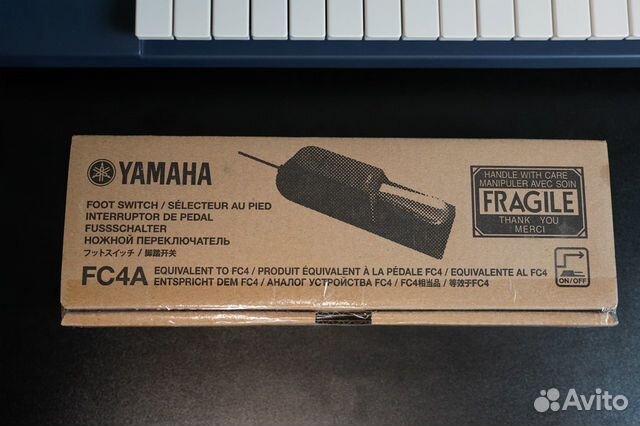 YAMAHA
FOOT SWITCH / SÉLECTEUR AU PIED
INTERRUPTOR DE PEDAL
FUSSSCHALTER
НОЖНОЙ ПЕРЕКЛЮЧАТЕЛЬ
フットスイッチ / 脚踏开关
FC4A EQUIVALENT TO FC4 / PRODUIT ÉQUIVALENT À LA PÉDALE FC4 / EQUIVALENTE AL FC4
ENTSPRICHT DEM FC4 / АНАЛОГ УСТРОЙСТВА FC4 / FC4相当品 / 等效于FC4
HANDLE WITH CARE
MANIPULER AVEC SOIN
FRAGILE
THANK YOU
MERCI
ON/OFF
Avito